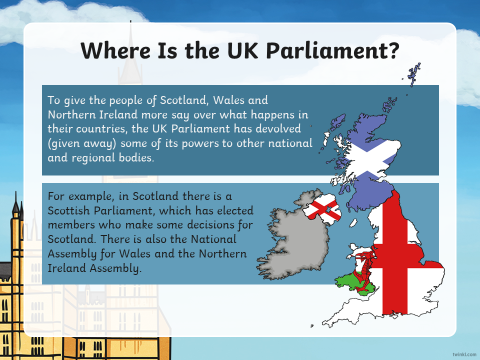 Where Is the UK Parliament?
To give the people of Scotland, Wales and
Northern Ireland more say over what happens in
their countries, the UK Parliament has devolved
(given away) some of its powers to other national
and regional bodies.
For example, in Scotland there is a
Scottish Parliament, which has elected
members who make some decisions for
Scotland. There is also the National
Assembly for Wales and the Northern
Ireland Assembly.
twinkl.com